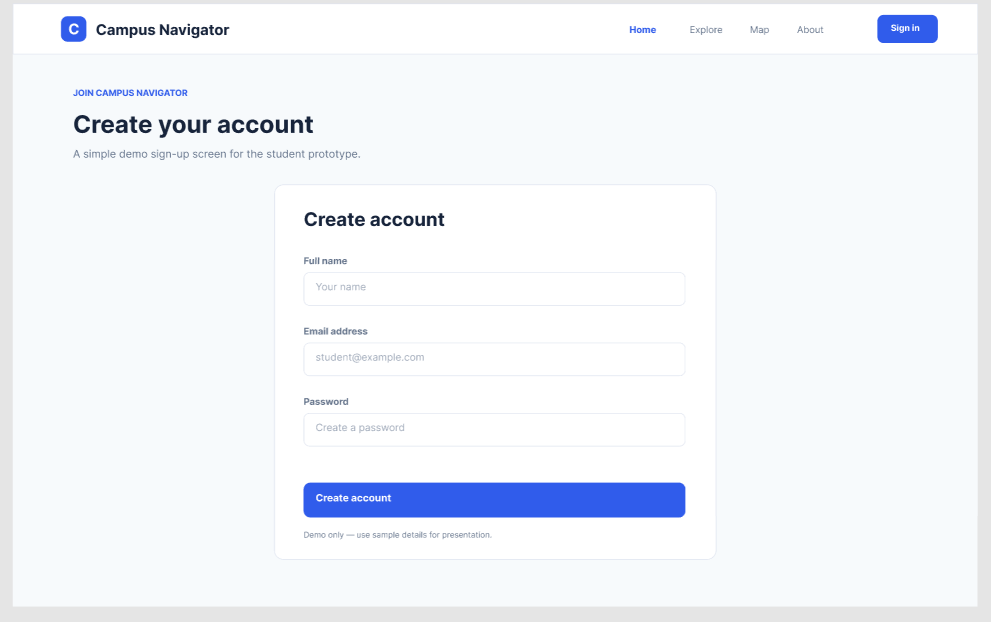 C Campus Navigator Home Explore Map About Sign in
JOIN CAMPUS NAVIGATOR
Create your account
A simple demo sign-up screen for the student prototype.
Create account
Full name
Your name
Email address
student@example.com
Password
Create a password
Create account
Demo only — use sample details for presentation.